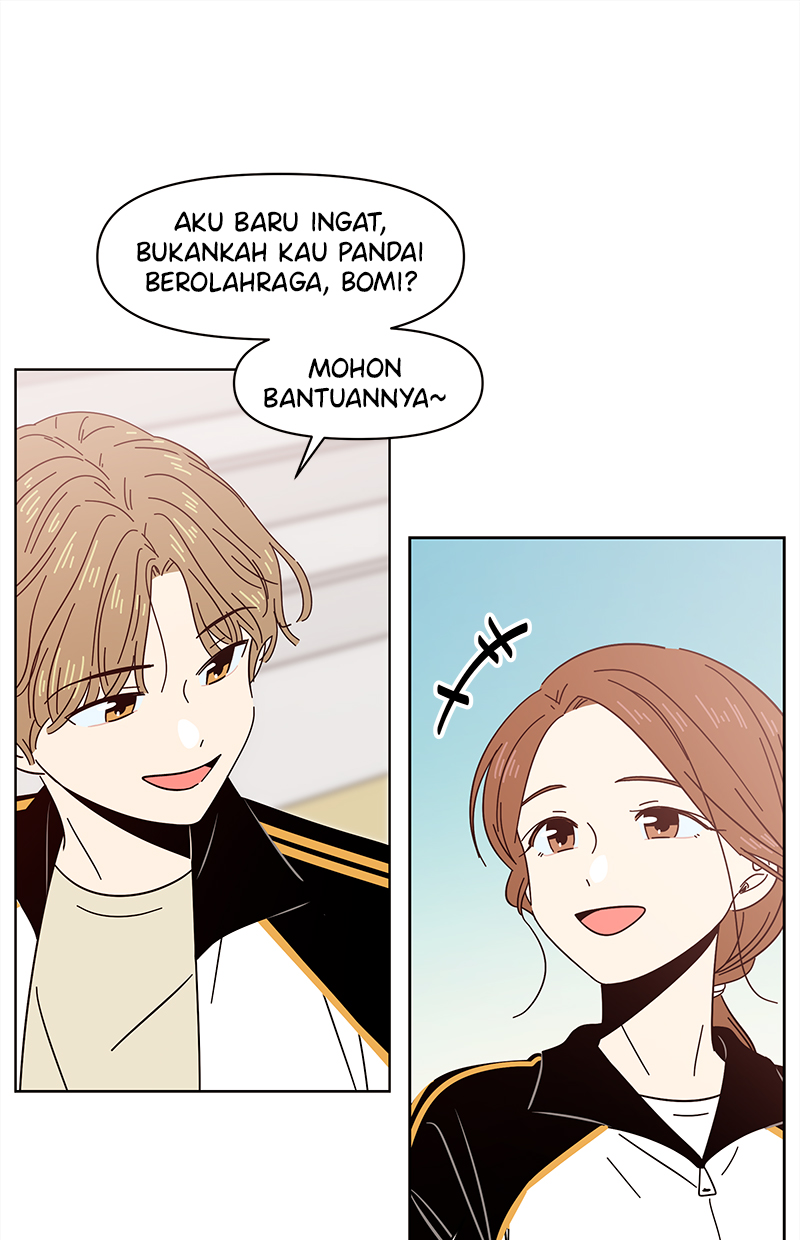 AKU BARU INGAT,
BUKANKAH KAU PANDAI
BEROLAHRAGA, BOMI?
MOHON
BANTUANNYA~